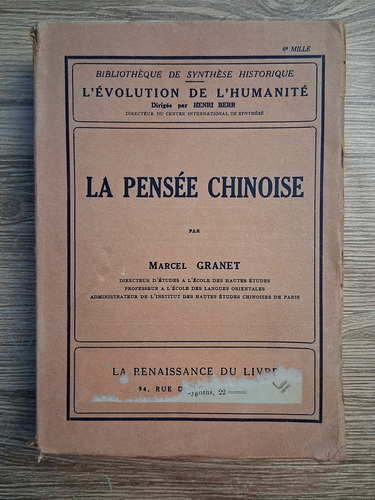 6e MILLE
BIBLIOTHÈQUE DE SYNTHÈSE HISTORIQUE
L'ÉVOLUTION DE L'HUMANITÉ
Dirigée par HENRI BERR
DIRECTEUR DU CENTRE INTERNATIONAL DE SYNTHÈSE
LA PENSÉE CHINOISE
PAR
MARCEL GRANET
DIRECTEUR D'ÉTUDES A L'ÉCOLE DES HAUTES ÉTUDES
PROFESSEUR A L'ÉCOLE DES LANGUES ORIENTALES
ADMINISTRATEUR DE L'INSTITUT DES HAUTES ÉTUDES CHINOISES DE PARIS
LA RENAISSANCE DU LIVRE
94, RUE D
22